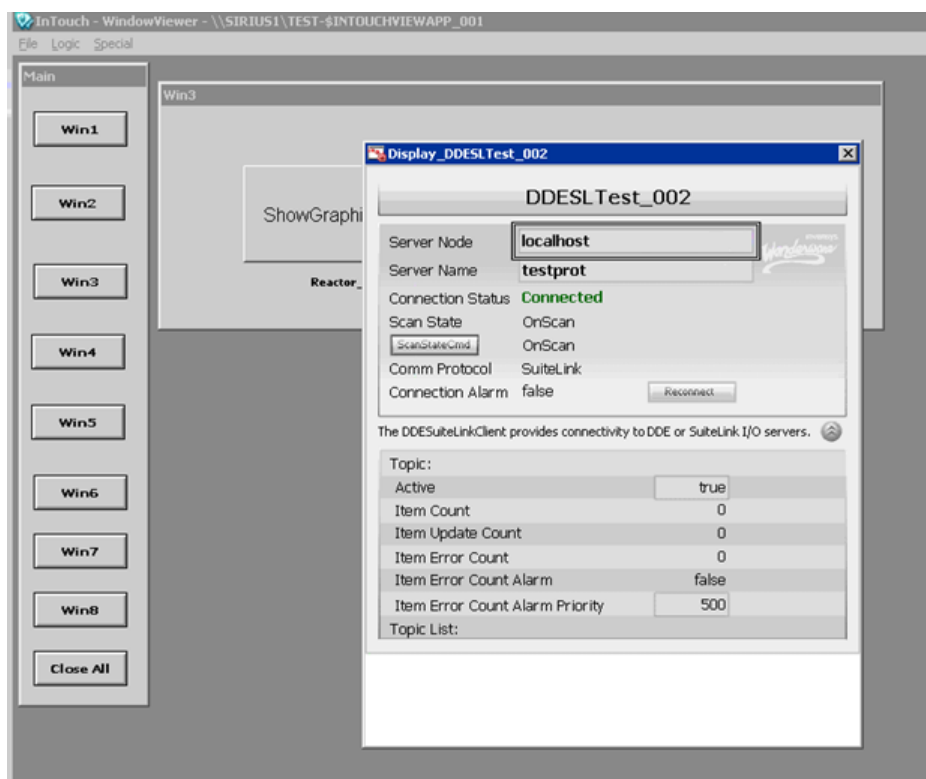 InTouch - WindowViewer - \\SIRIUS1\TEST-$INTOUCHVIEWAPP_001
File Logic Special
Main
Win1
Win2
Win3
Win4
Win5
Win6
Win7
Win8
Close All
Win3
ShowGraphi
Reactor_
Display_DDESLTest_002
DDESLTest_002
Server Node localhost
Wonderware
Server Name testprot
Connection Status Connected
Scan State OnScan
ScanStateCmd OnScan
Comm Protocol SuiteLink
Connection Alarm false Reconnect
The DDESuiteLinkClient provides connectivity to DDE or SuiteLink I/O servers.
Topic:
Active true
Item Count 0
Item Update Count 0
Item Error Count 0
Item Error Count Alarm false
Item Error Count Alarm Priority 500
Topic List: